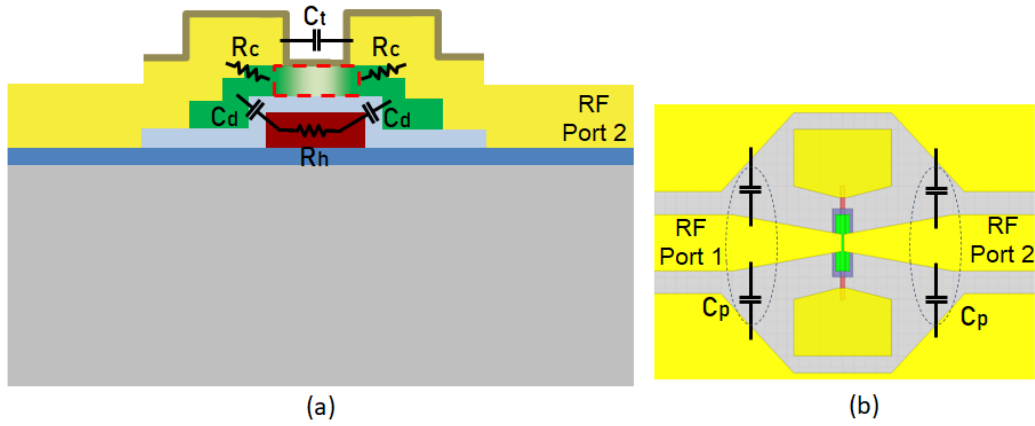 Ct
Rc
Rc
Cd
Cd
Rh
RF
Port 2
(a)
RF
Port 1
RF
Port 2
Cp
Cp
(b)